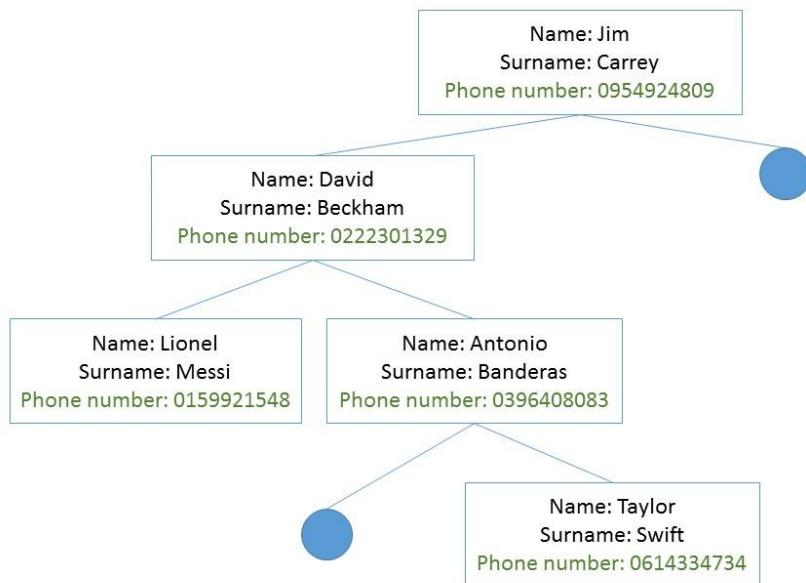 Name: Jim
Surname: Carrey
Phone number: 0954924809
Name: David
Surname: Beckham
Phone number: 0222301329
Name: Lionel
Surname: Messi
Phone number: 0159921548
Name: Antonio
Surname: Banderas
Phone number: 0396408083
Name: Taylor
Surname: Swift
Phone number: 0614334734